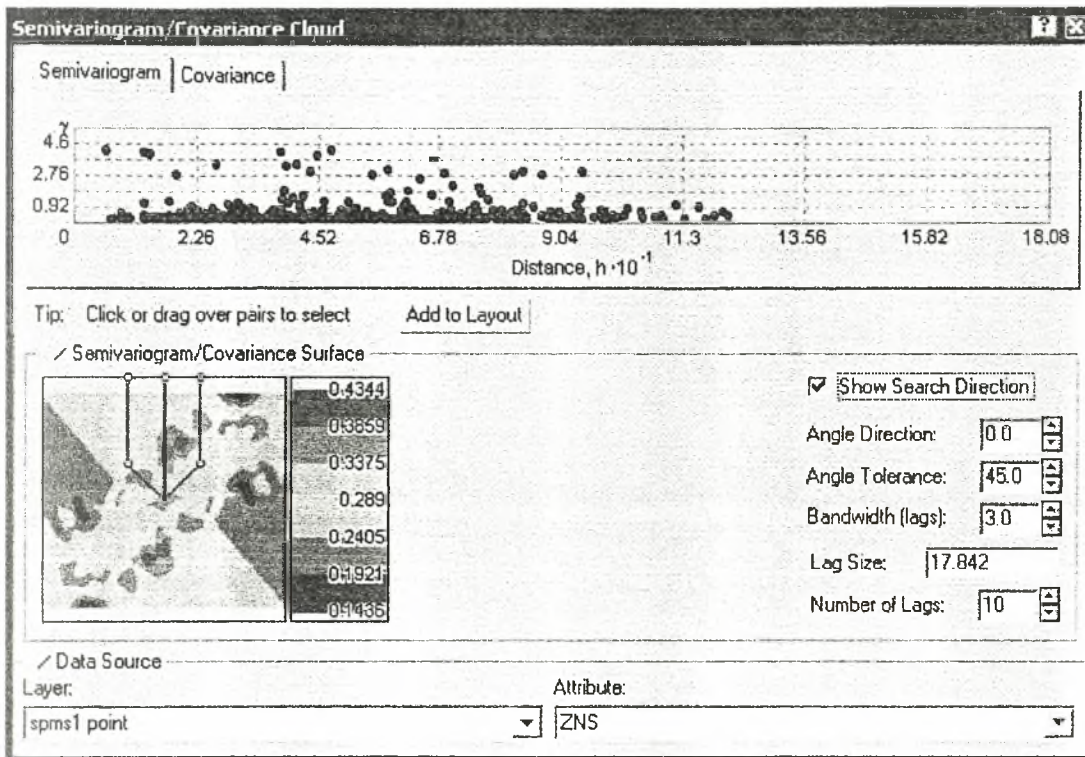 Semivariogram/Covariance Cloud
Semivariogram Covariance
γ
4.6
2.76
0.92
0 2.26 4.52 6.78 9.04 11.3 13.56 15.82 18.08
Distance, h·10⁻¹
Tip: Click or drag over pairs to select Add to Layout
Semivariogram/Covariance Surface
0.4344
0.3859
0.3375
0.289
0.2405
0.1921
0.1436
Show Search Direction
Angle Direction: 0.0
Angle Tolerance: 45.0
Bandwidth (lags): 3.0
Lag Size: 17.842
Number of Lags: 10
Data Source
Layer: Attribute:
spms1 point ZNS